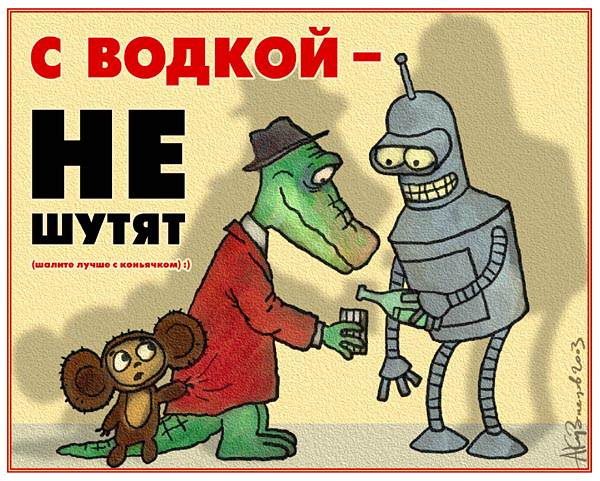 С ВОДКОЙ –
НЕ
ШУТЯТ
(шалите лучше с коньячком) :)